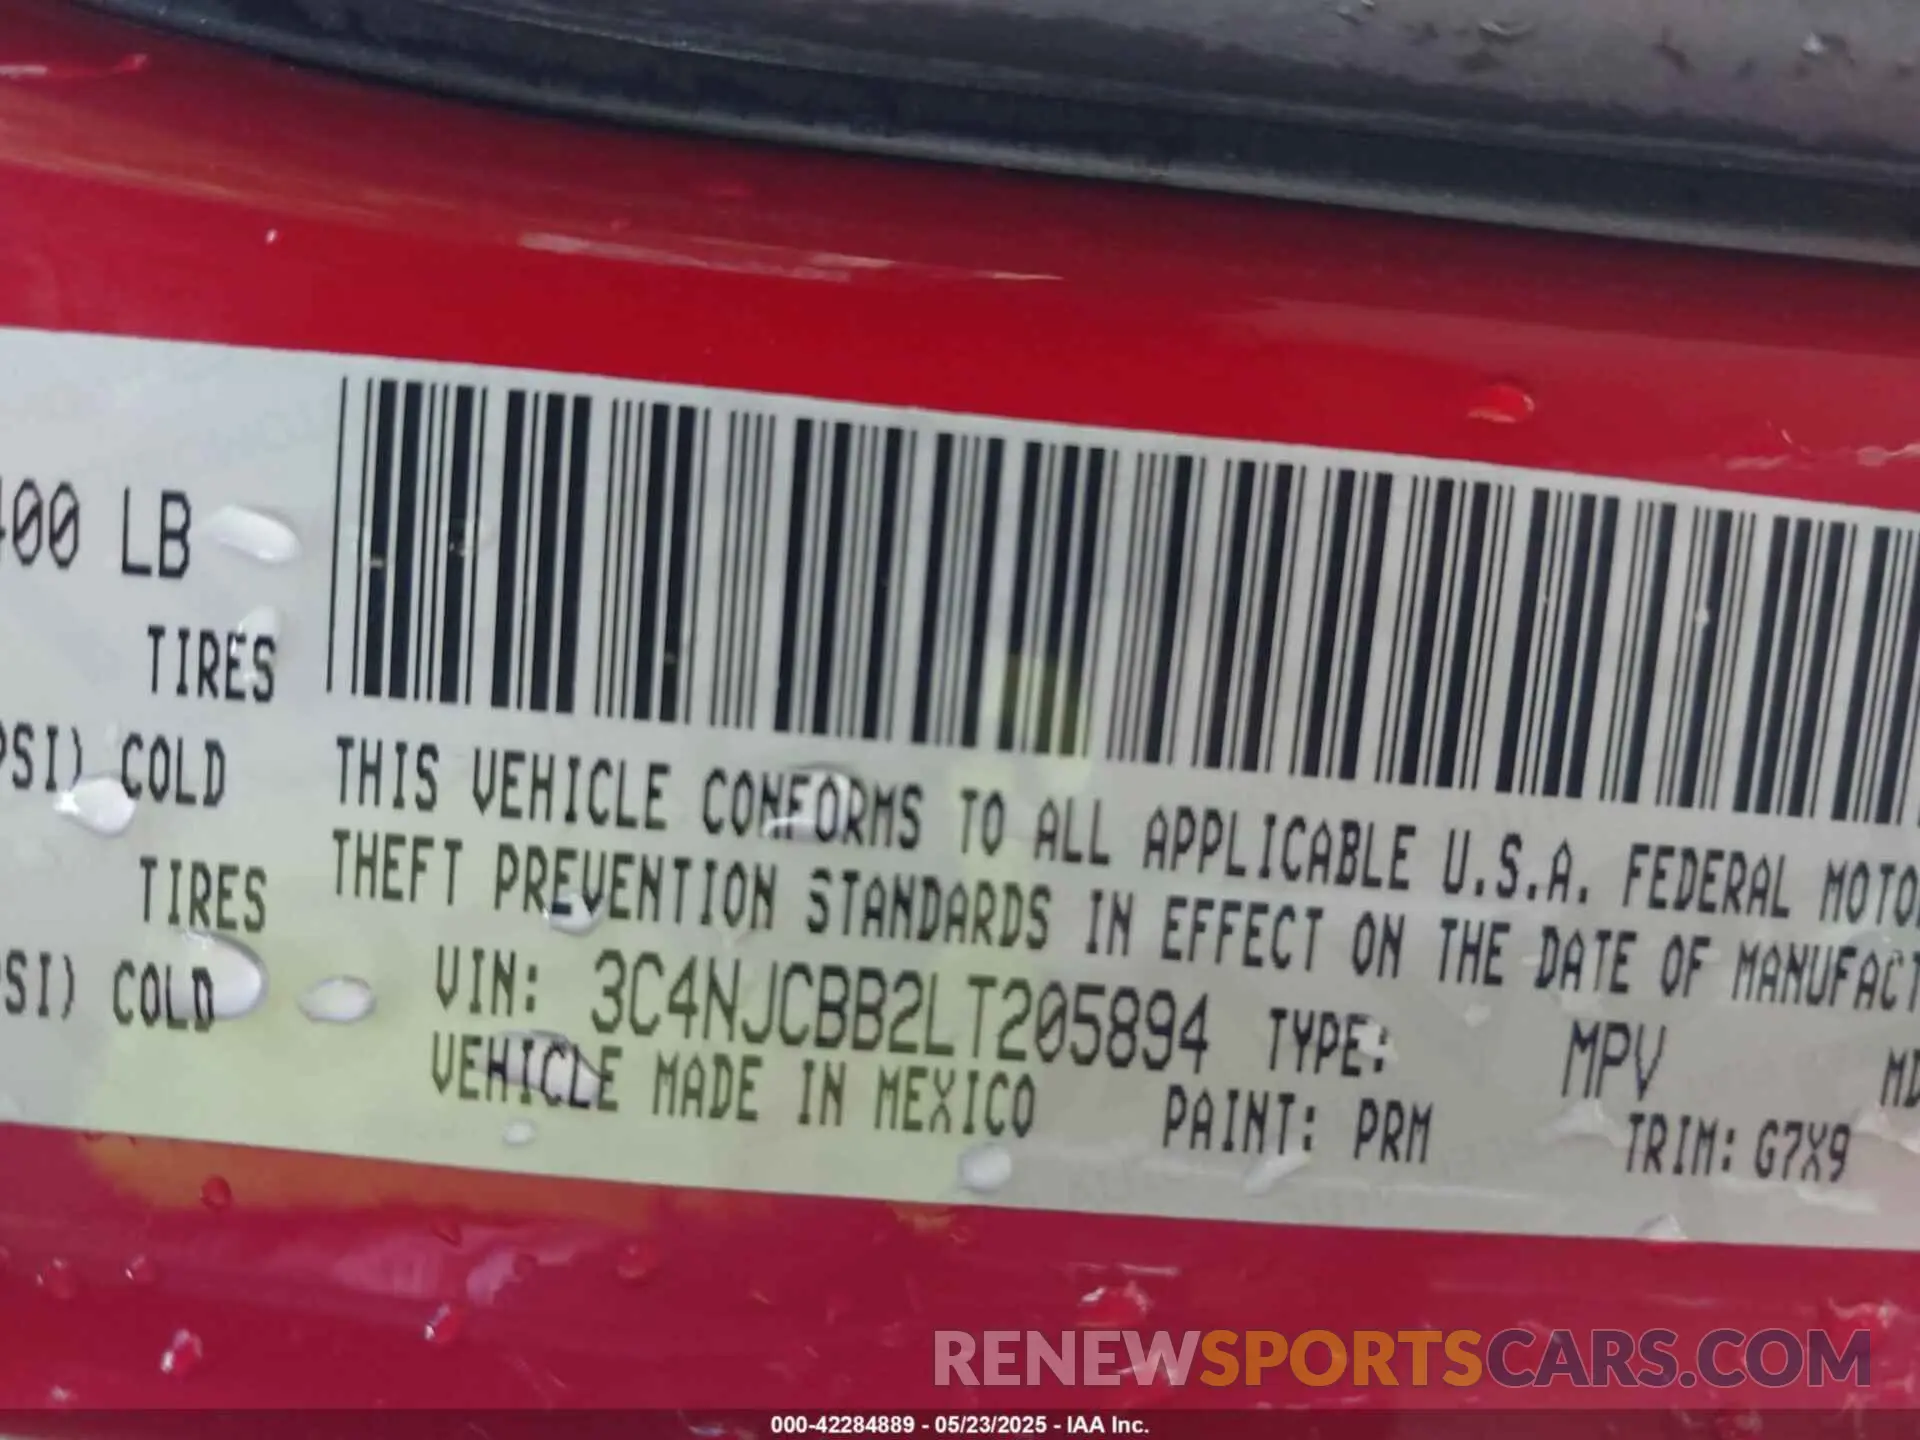 400 LB
TIRES
PSI) COLD
TIRES
PSI) COLD
THIS VEHICLE CONFORMS TO ALL APPLICABLE U.S.A. FEDERAL MOTO
THEFT PREVENTION STANDARDS IN EFFECT ON THE DATE OF MANUFACT
VIN: 3C4NJCBB2LT205894 TYPE: MPV MD
VEHICLE MADE IN MEXICO PAINT: PRM TRIM: G7X9
RENEWSPORTSCARS.COM
000-42284889 - 05/23/2025 - IAA Inc.